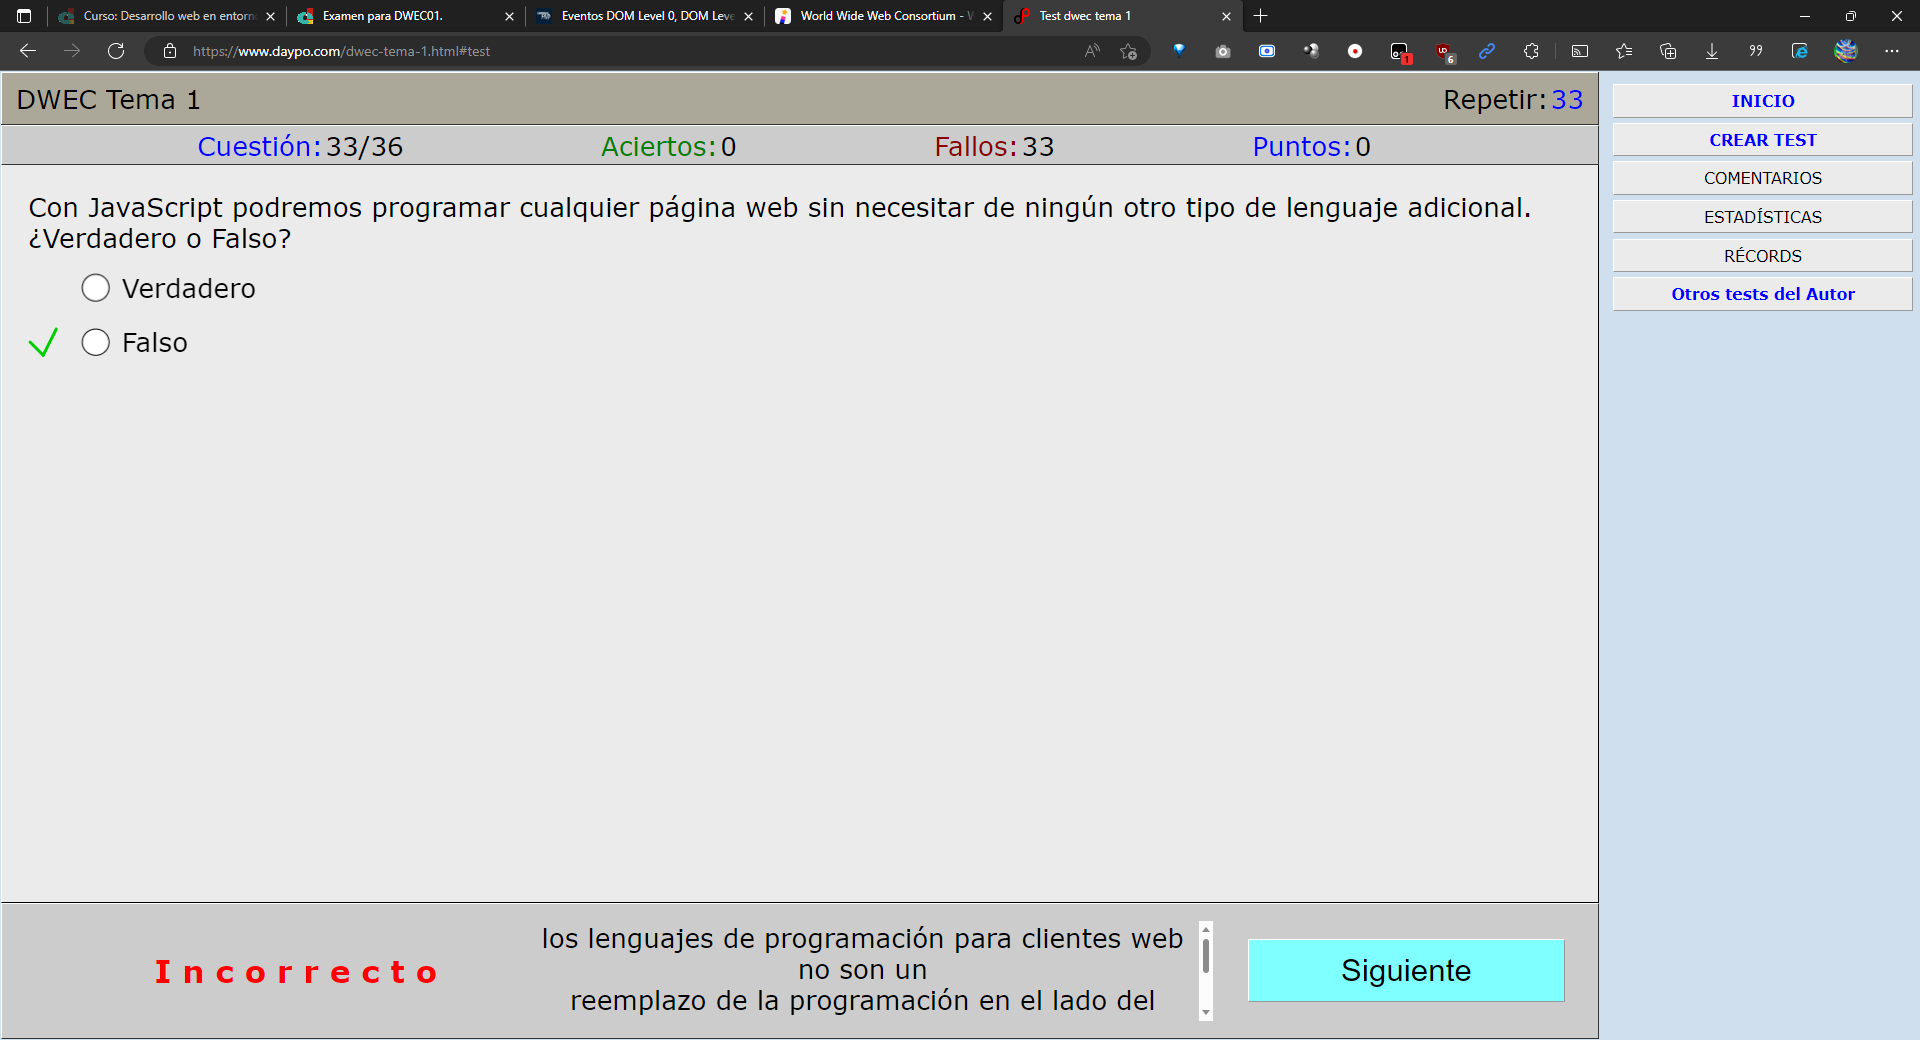 Curso: Desarrollo web en entorn
Examen para DWEC01.
Eventos DOM Level 0, DOM Leve
World Wide Web Consortium - W
Test dwec tema 1
https://www.daypo.com/dwec-tema-1.html#test
1
6
DWEC Tema 1
Repetir: 33
Cuestión: 33/36
Aciertos: 0
Fallos: 33
Puntos: 0
Con JavaScript podremos programar cualquier página web sin necesitar de ningún otro tipo de lenguaje adicional.
¿Verdadero o Falso?
Verdadero
Falso
INICIO
CREAR TEST
COMENTARIOS
ESTADÍSTICAS
RÉCORDS
Otros tests del Autor
Incorrecto
los lenguajes de programación para clientes web
no son un
reemplazo de la programación en el lado del
Siguiente